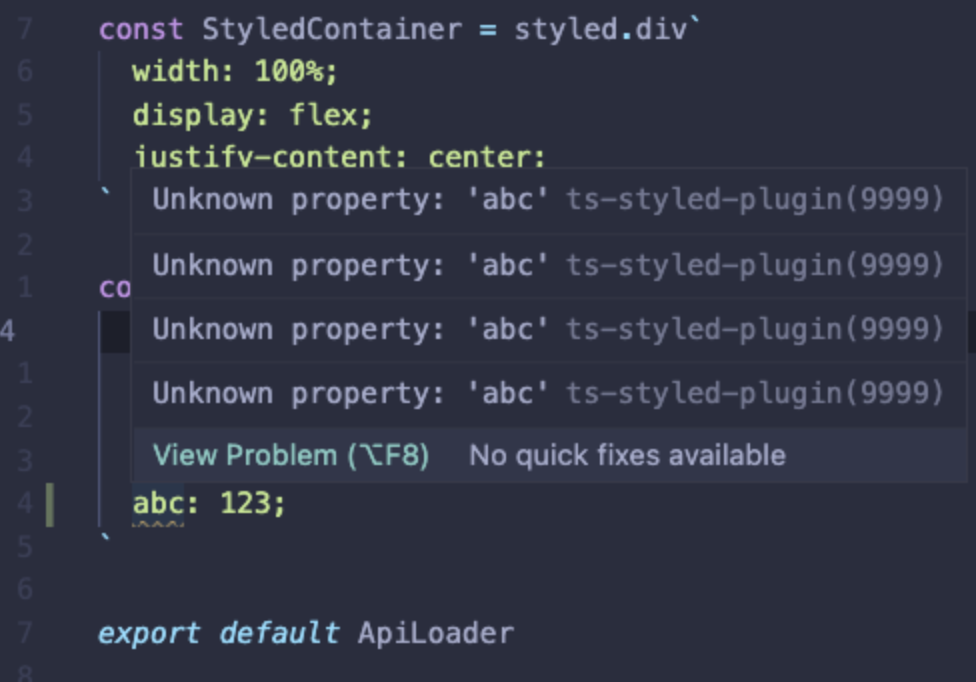 7 const StyledContainer = styled.div`
6 width: 100%;
5 display: flex;
4 justify-content: center;
3 `
Unknown property: 'abc' ts-styled-plugin(9999)
2
Unknown property: 'abc' ts-styled-plugin(9999)
1 co
4
Unknown property: 'abc' ts-styled-plugin(9999)
1
Unknown property: 'abc' ts-styled-plugin(9999)
2
3
View Problem (⌥F8) No quick fixes available
4 abc: 123;
5 `
6
7 export default ApiLoader
8